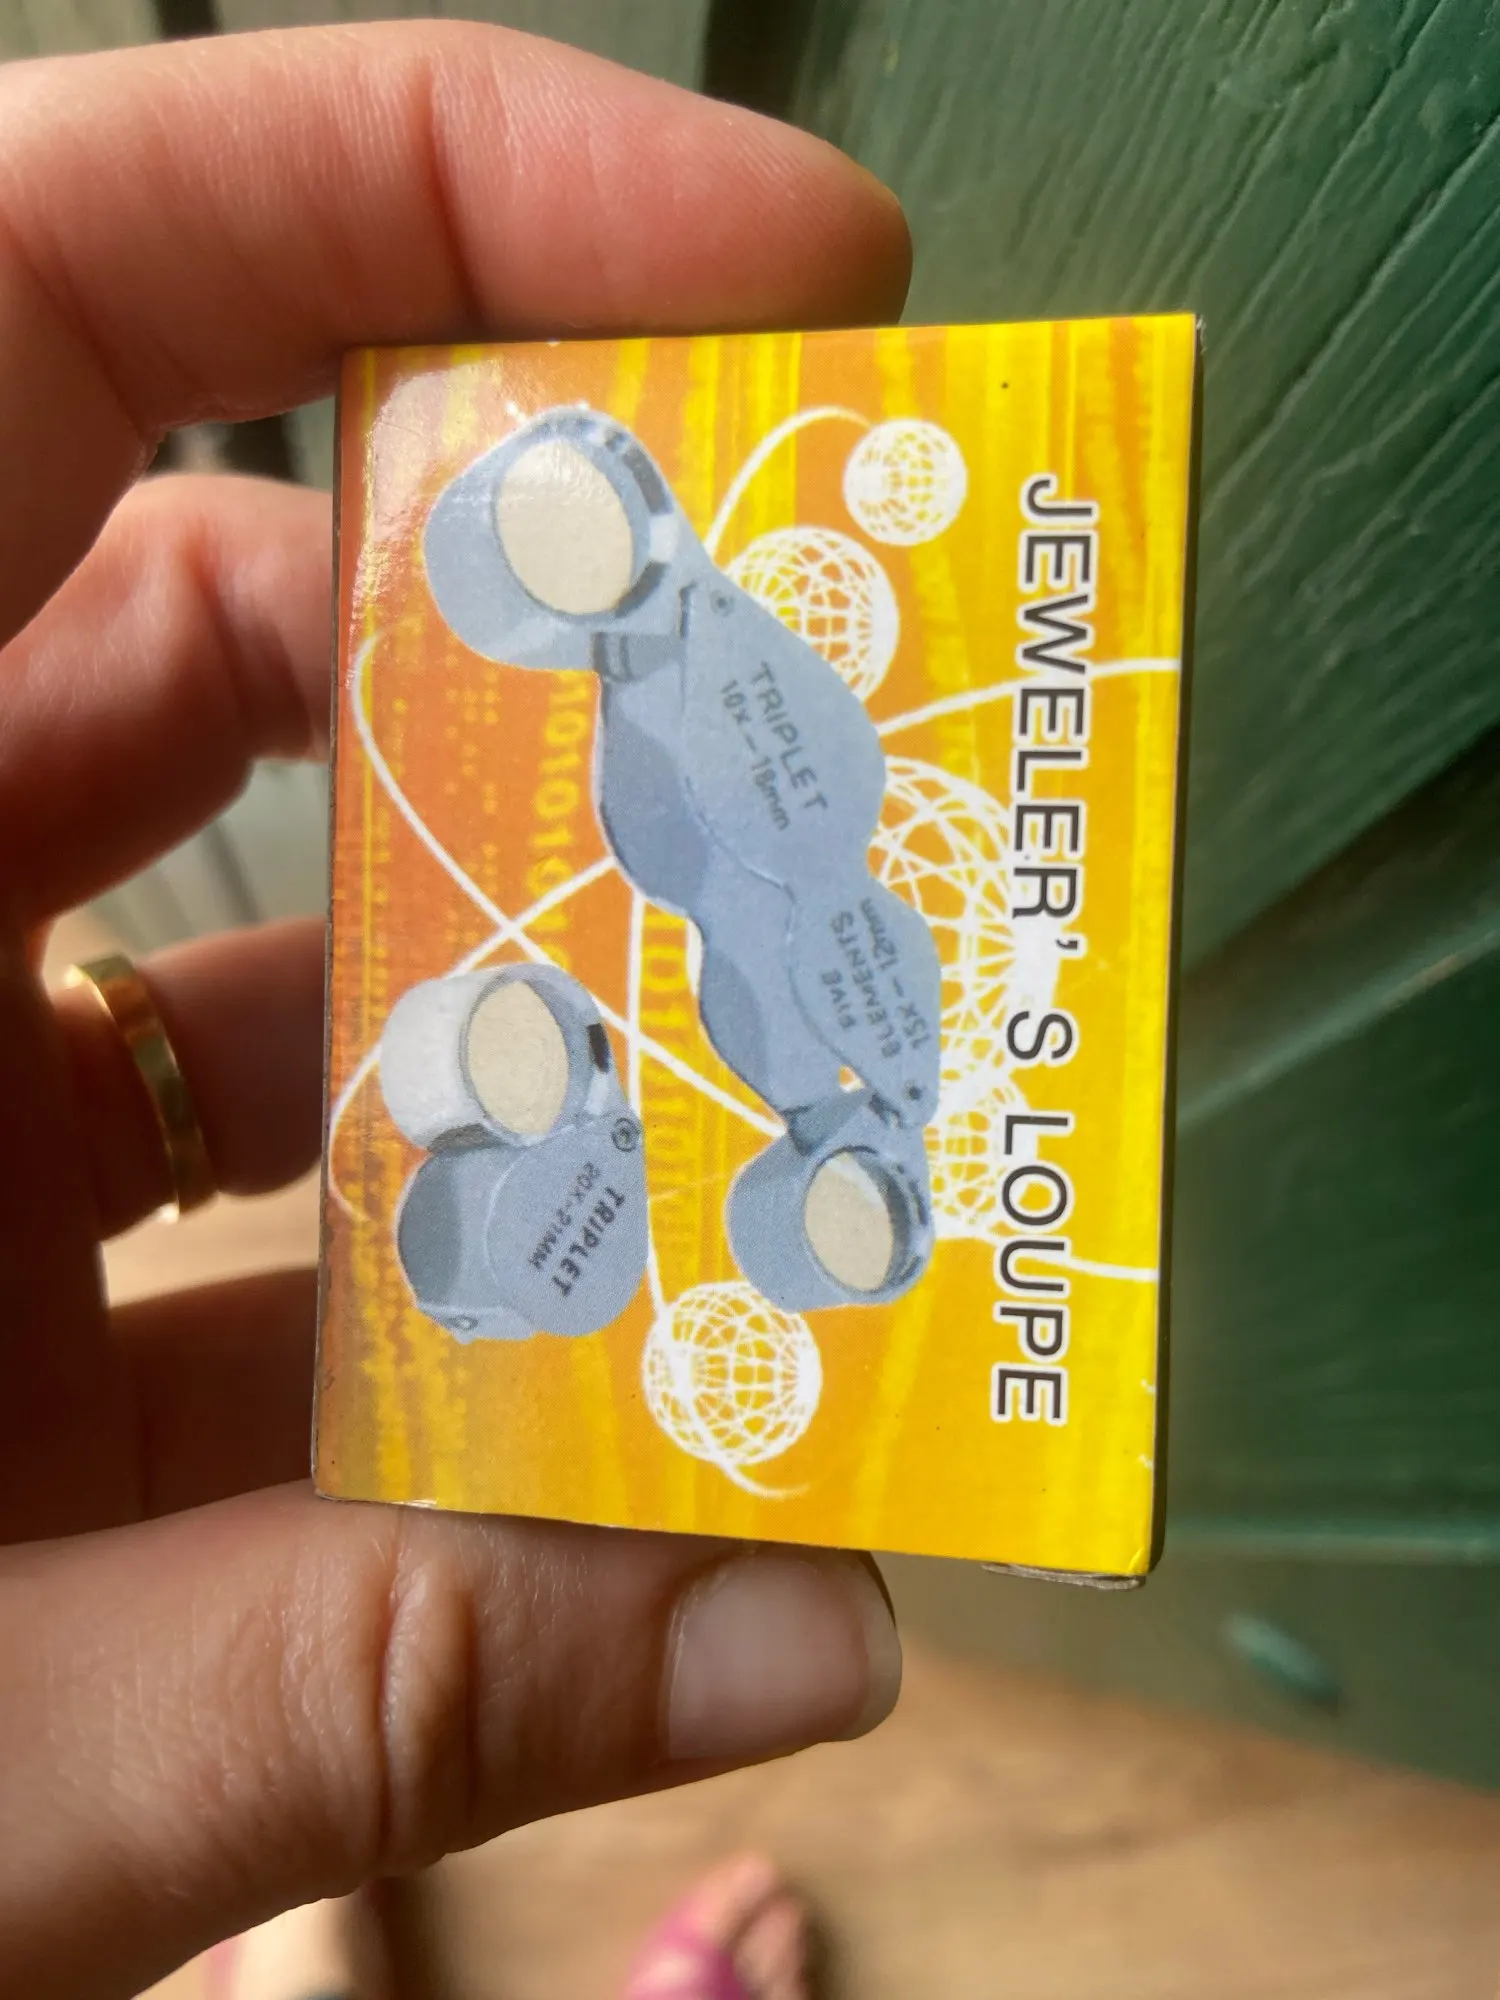 JEWELER'S LOUPE
TRIPLET
10x-18mm
FIVE
ELEMENTS
15X-12mm
TRIPLET
20X-21MM